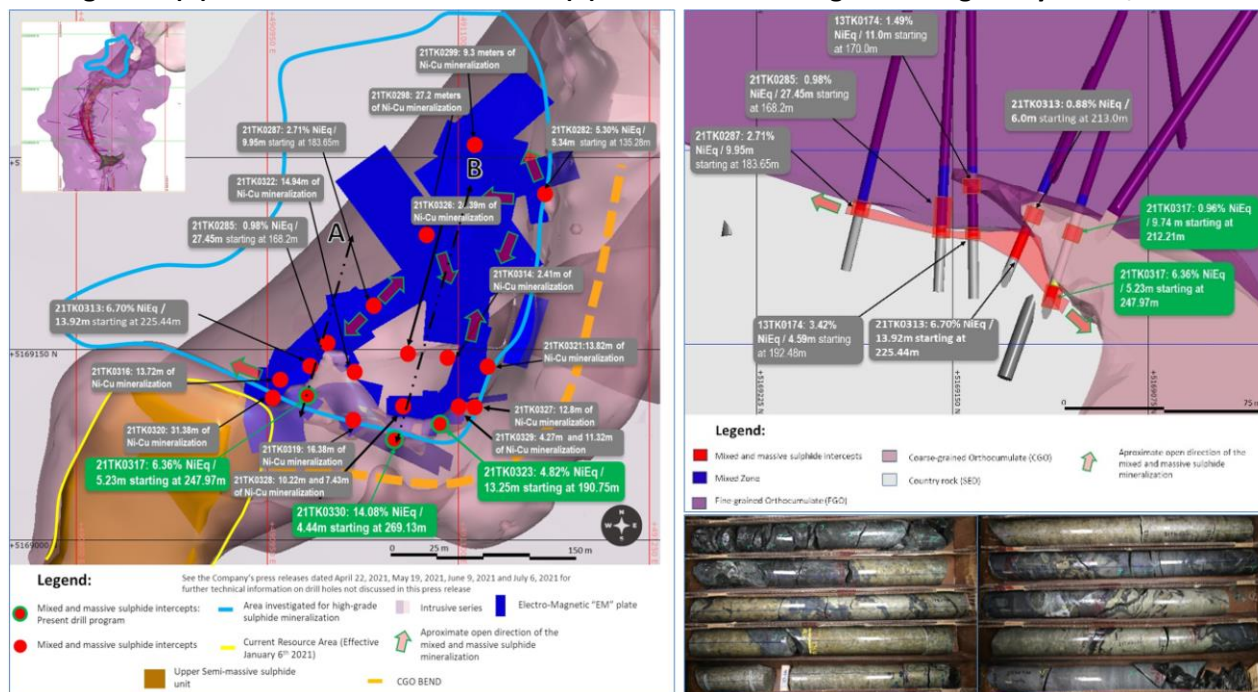 21TK0299: 9.3 meters of
Ni-Cu mineralization
21TK0298: 27.2 meters
of Ni-Cu mineralization
21TK0287: 2.71% NiEq /
9.95m starting at 183.65m
21TK0282: 5.30% NiEq /
5.34m starting at 135.28m
21TK0322: 14.94m of
Ni-Cu mineralization
B
21TK0285: 0.98% NiEq /
27.45m starting at 168.2m
Ni-Cu mineralization
A
21TK0314: 2.41m of
Ni-Cu mineralization
21TK0313: 6.70% NiEq /
13.92m starting at 225.44m
+5169150 N
21TK0316: 13.72m of
Ni-Cu mineralization
21TK0321:13.82m of
Ni-Cu mineralization
21TK0320: 31.38m of
Ni-Cu mineralization
21TK0327: 12.8m of
Ni-Cu mineralization
21TK0319: 16.38m of
Ni-Cu mineralization
21TK0329: 4.27m and 11.32m
of Ni-Cu mineralization
21TK0317: 6.36% NiEq /
5.23m starting at 247.97m
21TK0328: 10.22m and 7.43m
of Ni-Cu mineralization
21TK0323: 4.82% NiEq /
13.25m starting at 190.75m
21TK0330: 14.08% NiEq /
4.44m starting at 269.13m
+5169000 N
0 25 m 150 m
Legend:
See the Company's press releases dated April 22, 2021, May 19, 2021, June 9, 2021 and July 6, 2021 for
further technical information on drill holes not discussed in this press release
Mixed and massive sulphide intercepts:
Present drill program
Area investigated for high-grade
sulphide mineralization
Intrusive series
Electro-Magnetic "EM" plate
Mixed and massive sulphide intercepts
Current Resource Area (Effective
January 6th 2021)
Aproximate open direction of the
mixed and massive sulphide
mineralization
Upper Semi-massive sulphide
unit
CGO BEND
13TK0174: 1.49%
NiEq / 11.0m starting
at 170.0m
21TK0285: 0.98%
NiEq / 27.45m starting
at 168.2m
21TK0313: 0.88% NiEq /
6.0m starting at 213.0m
21TK0287: 2.71%
NiEq / 9.95m
starting at
183.65m
21TK0317: 0.96% NiEq
/ 9.74 m starting at
212.21m
21TK0317: 6.36% NiEq
/ 5.23m starting at
247.97m
13TK0174: 3.42%
NiEq / 4.59m starting
at 192.48m
21TK0313: 6.70% NiEq /
13.92m starting at
225.44m
+5169225 N
+5169150 N
+5169075 N
0 75 m
Legend:
Mixed and massive sulphide intercepts
Mixed Zone
Fine-grained Orthocumulate (FGO)
Coarse-grained Orthocumulate (CGO)
Country rock (SED)
Aproximate open direction of the
mixed and massive sulphide
mineralization